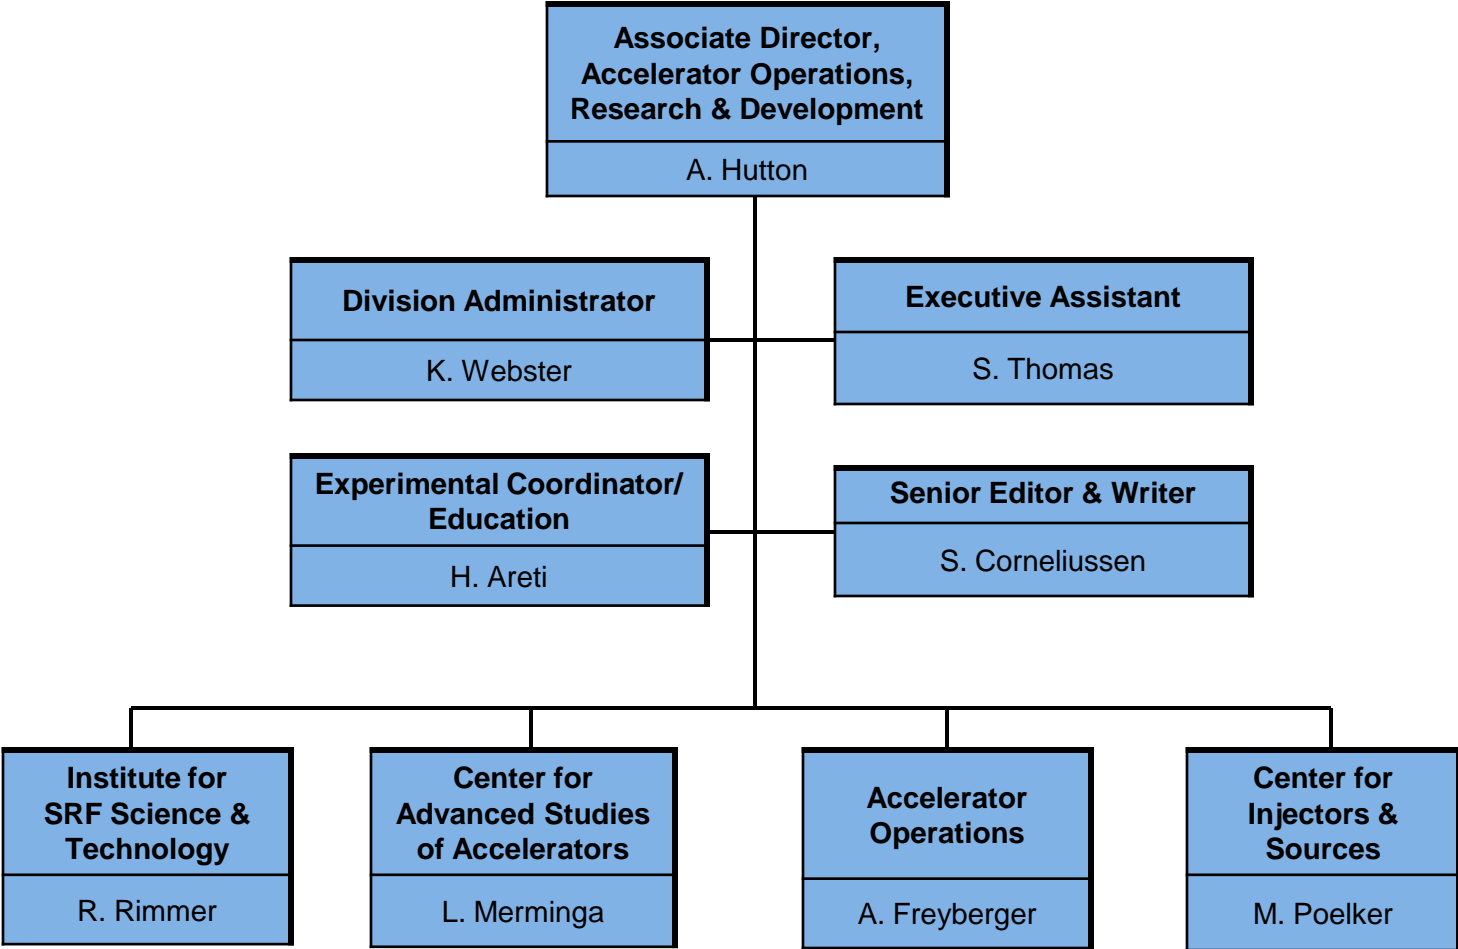 Associate Director,
Accelerator Operations,
Research & Development
A. Hutton
Division Administrator
K. Webster
Executive Assistant
S. Thomas
Experimental Coordinator/
Education
H. Areti
Senior Editor & Writer
S. Corneliussen
Institute for
SRF Science &
Technology
R. Rimmer
Center for
Advanced Studies
of Accelerators
L. Merminga
Accelerator
Operations
A. Freyberger
Center for
Injectors &
Sources
M. Poelker